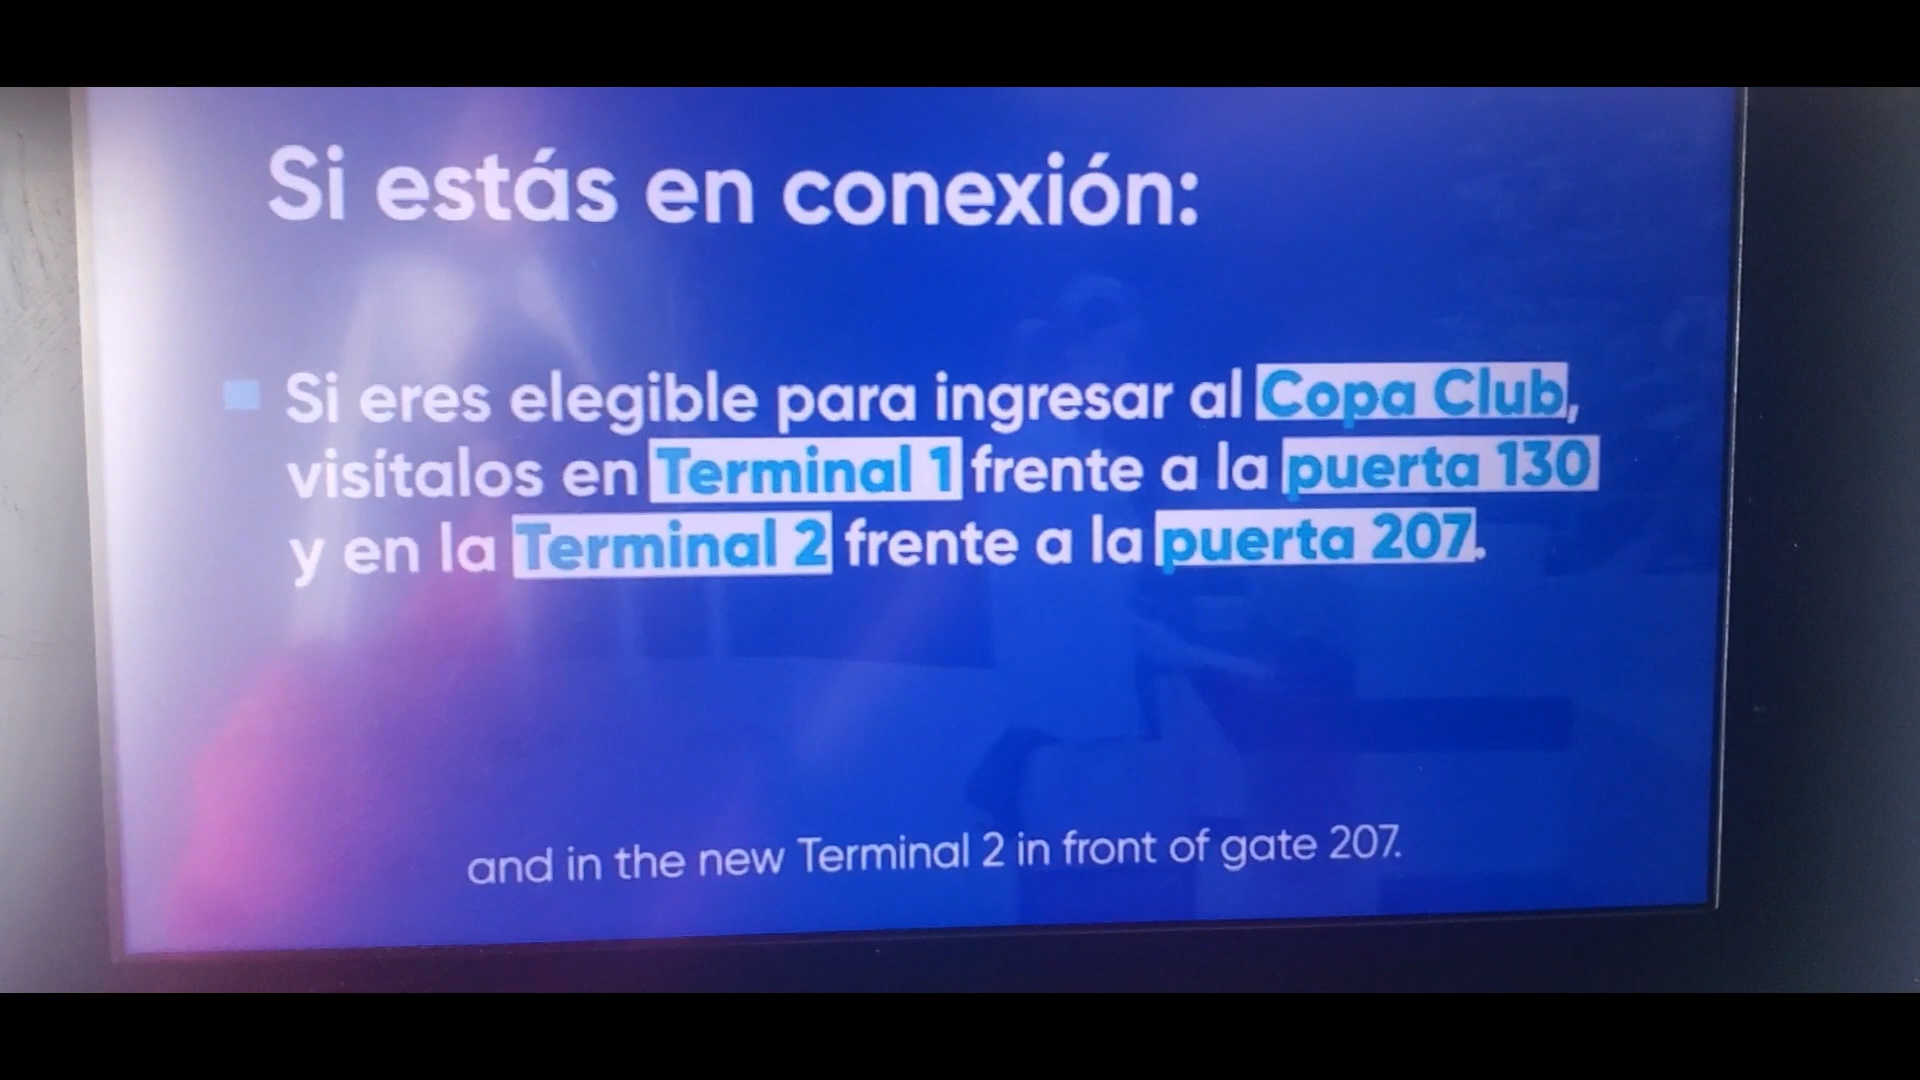 Si estás en conexión:
Si eres elegible para ingresar al Copa Club,
visítalos en Terminal 1 frente a la puerta 130
y en la Terminal 2 frente a la puerta 207.
and in the new Terminal 2 in front of gate 207.